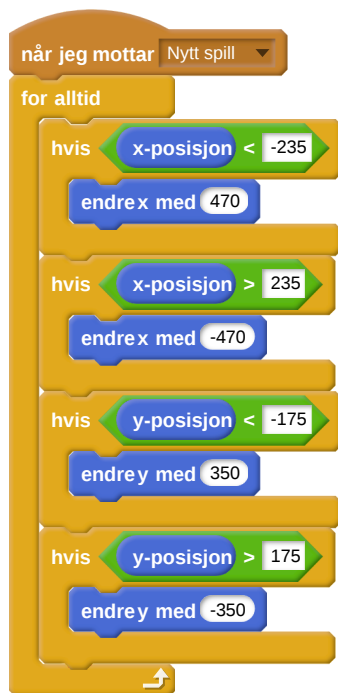 når jeg mottar Nytt spill
for alltid
hvis x-posisjon < -235
endre x med 470
hvis x-posisjon > 235
endre x med -470
hvis y-posisjon < -175
endre y med 350
hvis y-posisjon > 175
endre y med -350